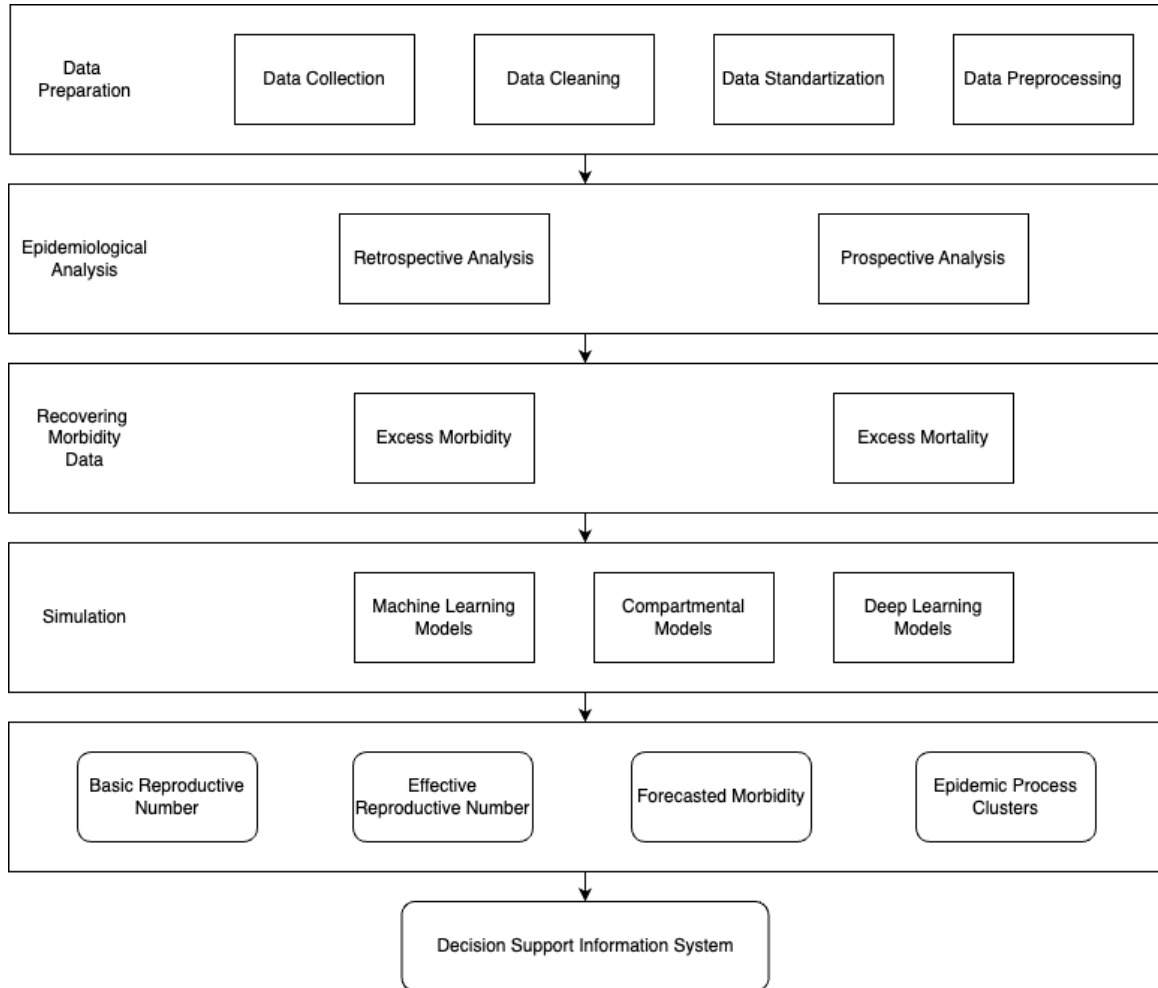 Data
Preparation
Data Collection
Data Cleaning
Data Standartization
Data Preprocessing
Epidemiological
Analysis
Retrospective Analysis
Prospective Analysis
Recovering
Morbidity
Data
Excess Morbidity
Excess Mortality
Simulation
Machine Learning
Models
Compartmental
Models
Deep Learning
Models
Basic Reproductive
Number
Effective
Reproductive Number
Forecasted Morbidity
Epidemic Process
Clusters
Decision Support Information System